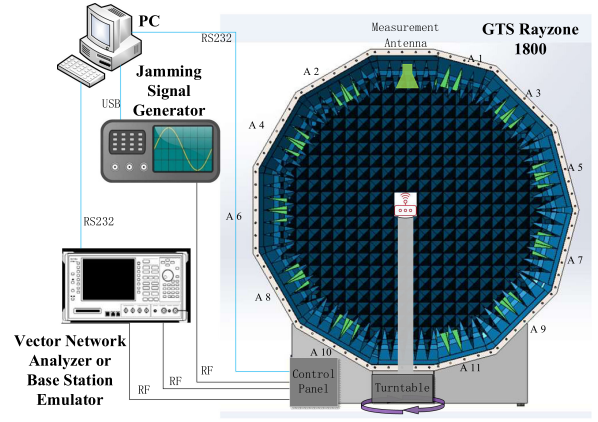 PC
RS232
Measurement
Antenna
GTS Rayzone
1800
Jamming
Signal
Generator
USB
A 1
A 2
A 3
A 4
A 5
A 6
RS232
A 7
A 8
A 9
A 10
A 11
Vector Network
Analyzer or
Base Station
Emulator
RF
RF
RF
Control
Panel
Turntable